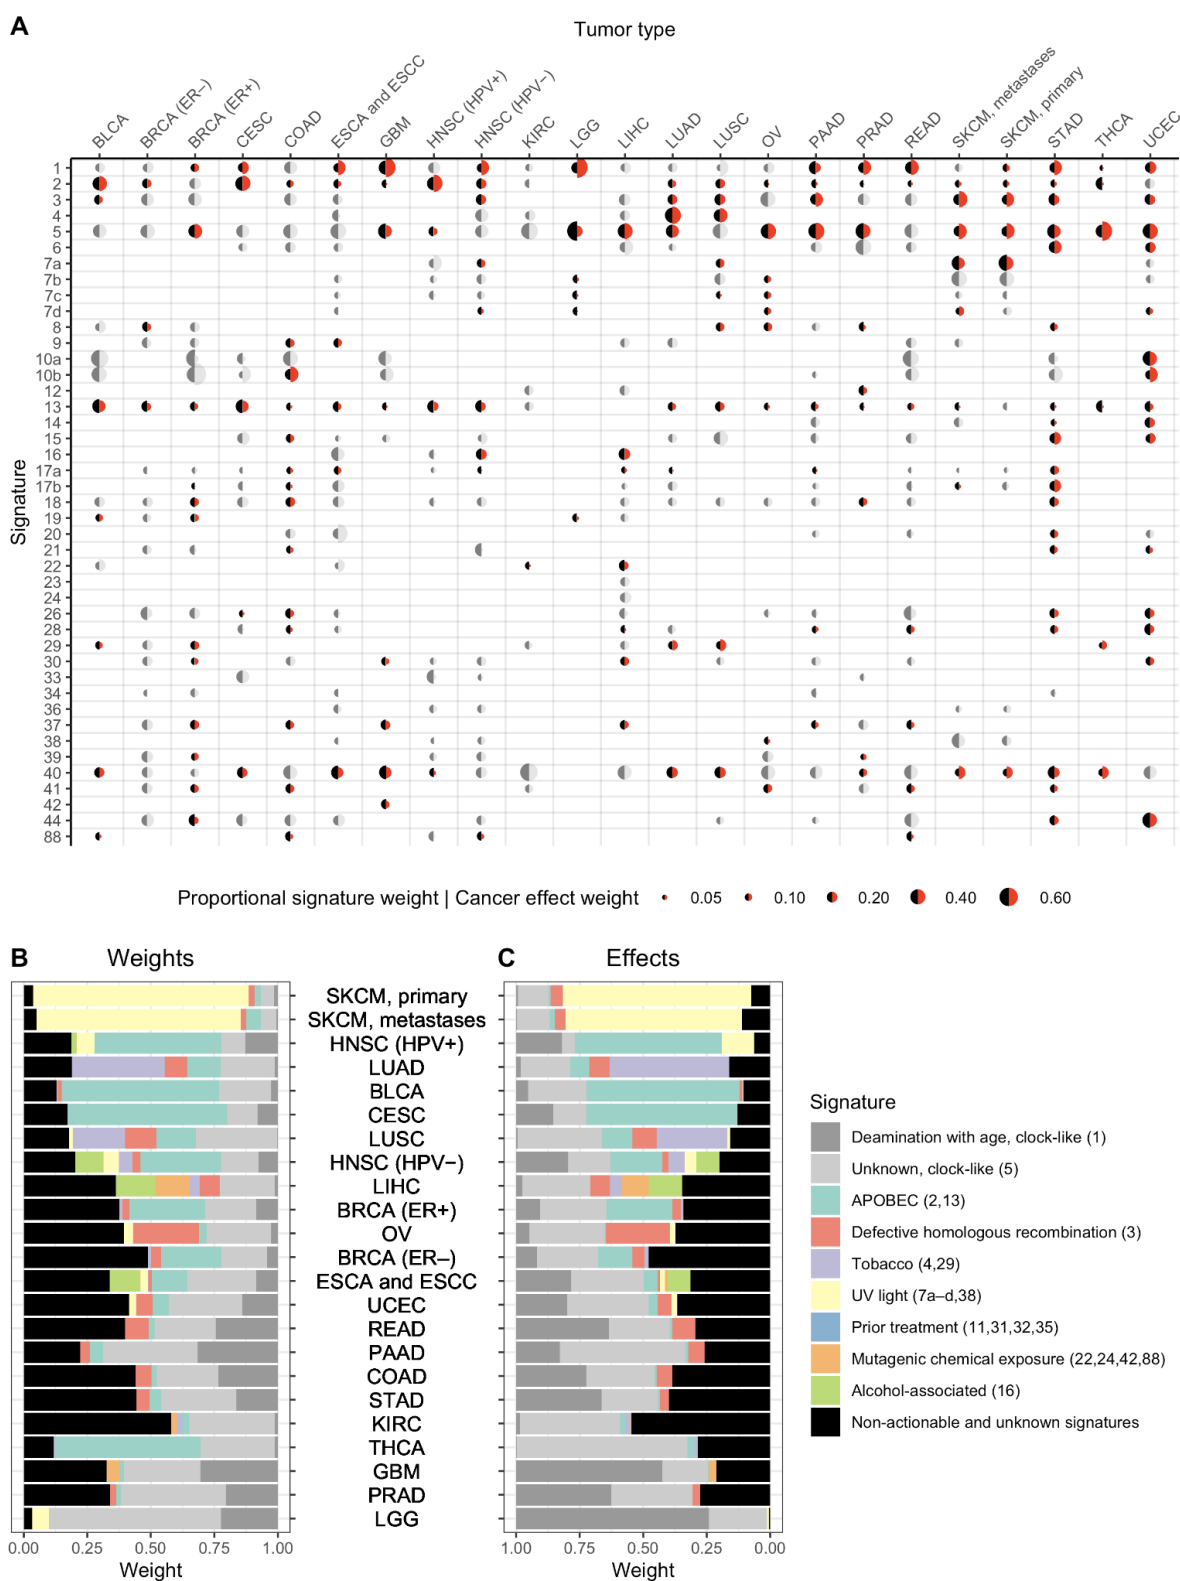 A
Tumor type
BLCA
BRCA (ER−)
BRCA (ER+)
CESC
COAD
ESCA and ESCC
GBM
HNSC (HPV+)
HNSC (HPV−)
KIRC
LGG
LIHC
LUAD
LUSC
OV
PAAD
PRAD
READ
SKCM, metastases
SKCM, primary
STAD
THCA
UCEC
Signature
1
2
3
4
5
6
7a
7b
7c
7d
8
9
10a
10b
12
13
14
15
16
17a
17b
18
19
20
21
22
23
24
26
28
29
30
33
34
36
37
38
39
40
41
42
44
88
Proportional signature weight | Cancer effect weight 0.05 0.10 0.20 0.40 0.60
B Weights
C Effects
SKCM, primary
SKCM, metastases
HNSC (HPV+)
LUAD
BLCA
CESC
LUSC
HNSC (HPV−)
LIHC
BRCA (ER+)
OV
BRCA (ER−)
ESCA and ESCC
UCEC
READ
PAAD
COAD
STAD
KIRC
THCA
GBM
PRAD
LGG
0.00 0.25 0.50 0.75 1.00
Weight
1.00 0.75 0.50 0.25 0.00
Weight
Signature
Deamination with age, clock-like (1)
Unknown, clock-like (5)
APOBEC (2,13)
Defective homologous recombination (3)
Tobacco (4,29)
UV light (7a–d,38)
Prior treatment (11,31,32,35)
Mutagenic chemical exposure (22,24,42,88)
Alcohol-associated (16)
Non-actionable and unknown signatures